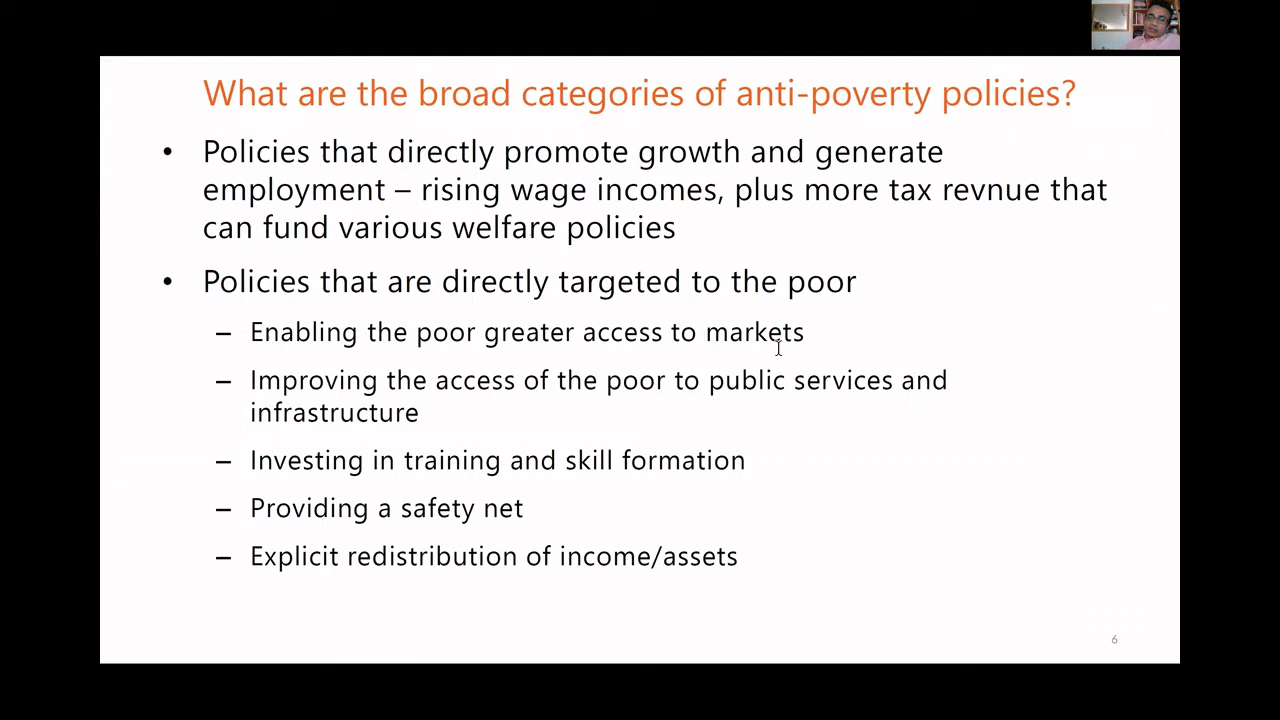 What are the broad categories of anti-poverty policies?
• Policies that directly promote growth and generate
employment – rising wage incomes, plus more tax revnue that
can fund various welfare policies
• Policies that are directly targeted to the poor
– Enabling the poor greater access to markets
– Improving the access of the poor to public services and
infrastructure
– Investing in training and skill formation
– Providing a safety net
– Explicit redistribution of income/assets
6